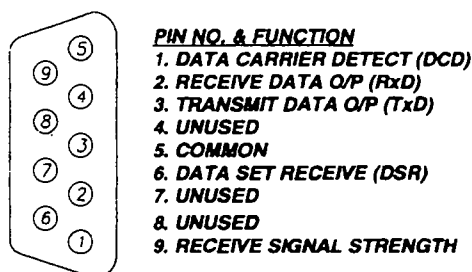 5
9
4
8
3
7
2
6
1
PIN NO. & FUNCTION
1. DATA CARRIER DETECT (DCD)
2. RECEIVE DATA O/P (RxD)
3. TRANSMIT DATA O/P (TxD)
4. UNUSED
5. COMMON
6. DATA SET RECEIVE (DSR)
7. UNUSED
8. UNUSED
9. RECEIVE SIGNAL STRENGTH